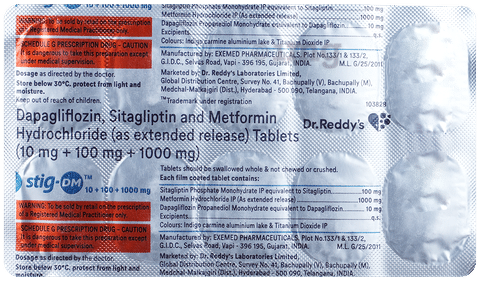 10+100+1000 mg
WARNING: To be sold by retail on the prescription
of a Registered Medical Practitioner only.
SCHEDULE G PRESCRIPTION DRUG - CAUTION
It is dangerous to take this preparation except
under medical supervision.
Dosage as directed by the doctor.
Store below 30°C. protect from light and
moisture.
Keep out of reach of children.
Sitagliptin Phosphate Monohydrate IP equivalent to Sitagliptin 100 mg
Metformin Hydrochloride IP (As extended release) 1000 mg
Dapagliflozin Propanediol Monohydrate equivalent to Dapagliflozin 10 mg
Excipients q.s.
Colours: Indigo carmine aluminium lake & Titanium Dioxide IP
Manufactured by: EXEMED PHARMACEUTICALS, Plot No.133/1 & 133/2,
G.I.D.C., Selvas Road, Vapi - 396 195, Gujarat, INDIA. M.L. G/25/2011
Marketed by: Dr. Reddy's Laboratories Limited,
Global Distribution Centre, Survey No. 41, Bachupally (V), Bachupally (M),
Medchal-Malkajgiri (Dist.), Hyderabad - 500 090, Telangana, INDIA.
™Trademark under registration
103829
Dapagliflozin, Sitagliptin and Metformin
Hydrochloride (as extended release) Tablets
(10 mg + 100 mg + 1000 mg)
Dr.Reddy's
stig-DM™ 10+100+1000 mg
WARNING: To be sold by retail on the prescription
of a Registered Medical Practitioner only.
SCHEDULE G PRESCRIPTION DRUG - CAUTION
It is dangerous to take this preparation except
under medical supervision.
Dosage as directed by the doctor.
Store below 30°C. protect from light and
moisture.
Tablets should be swallowed whole & not chewed or crushed.
Each film coated tablet contains:
Sitagliptin Phosphate Monohydrate IP equivalent to Sitagliptin 100 mg
Metformin Hydrochloride IP (As extended release) 1000 mg
Dapagliflozin Propanediol Monohydrate equivalent to Dapagliflozin 10 mg
Excipients q.s.
Colours: Indigo carmine aluminium lake & Titanium Dioxide IP
Manufactured by: EXEMED PHARMACEUTICALS, Plot No.133/1 & 133/2,
G.I.D.C., Selvas Road, Vapi - 396 195, Gujarat, INDIA. M.L. G/25/2011
Marketed by: Dr. Reddy's Laboratories Limited,
Global Distribution Centre, Survey No. 41, Bachupally (V), Bachupally (M),
Medchal-Malkajgiri (Dist.), Hyderabad - 500 090, Telangana, INDIA.